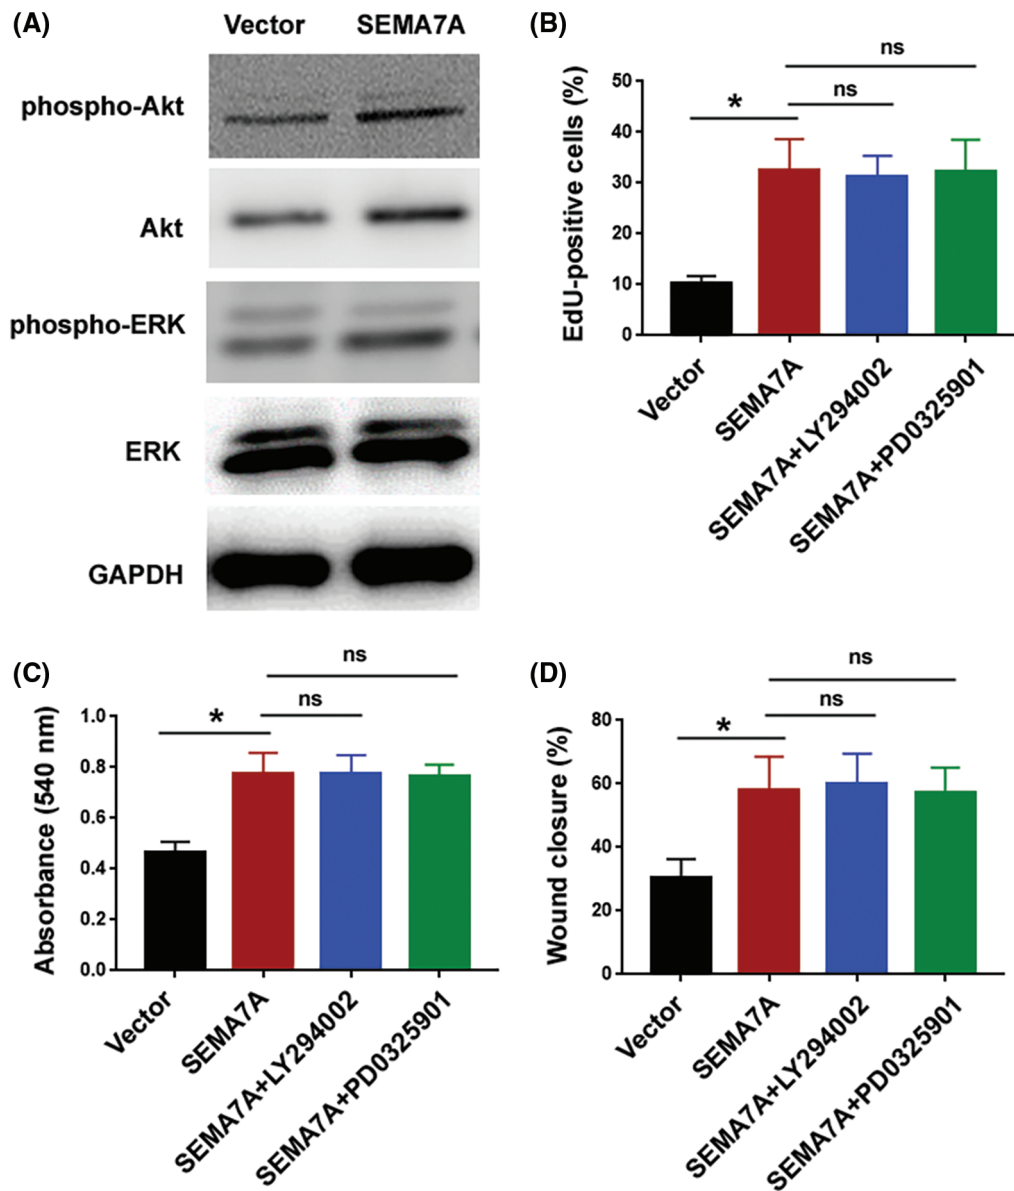 (A)
Vector SEMA7A
phospho-Akt
Akt
phospho-ERK
ERK
GAPDH
(B)
ns
ns
*
EdU-positive cells (%)
50
40
30
20
10
0
Vector
SEMA7A
SEMA7A+LY294002
SEMA7A+PD0325901
(C)
ns
ns
*
Absorbance (540 nm)
1.0
0.8
0.6
0.4
0.2
0.0
Vector
SEMA7A
SEMA7A+LY294002
SEMA7A+PD0325901
(D)
ns
ns
*
Wound closure (%)
80
60
40
20
0
Vector
SEMA7A
SEMA7A+LY294002
SEMA7A+PD0325901